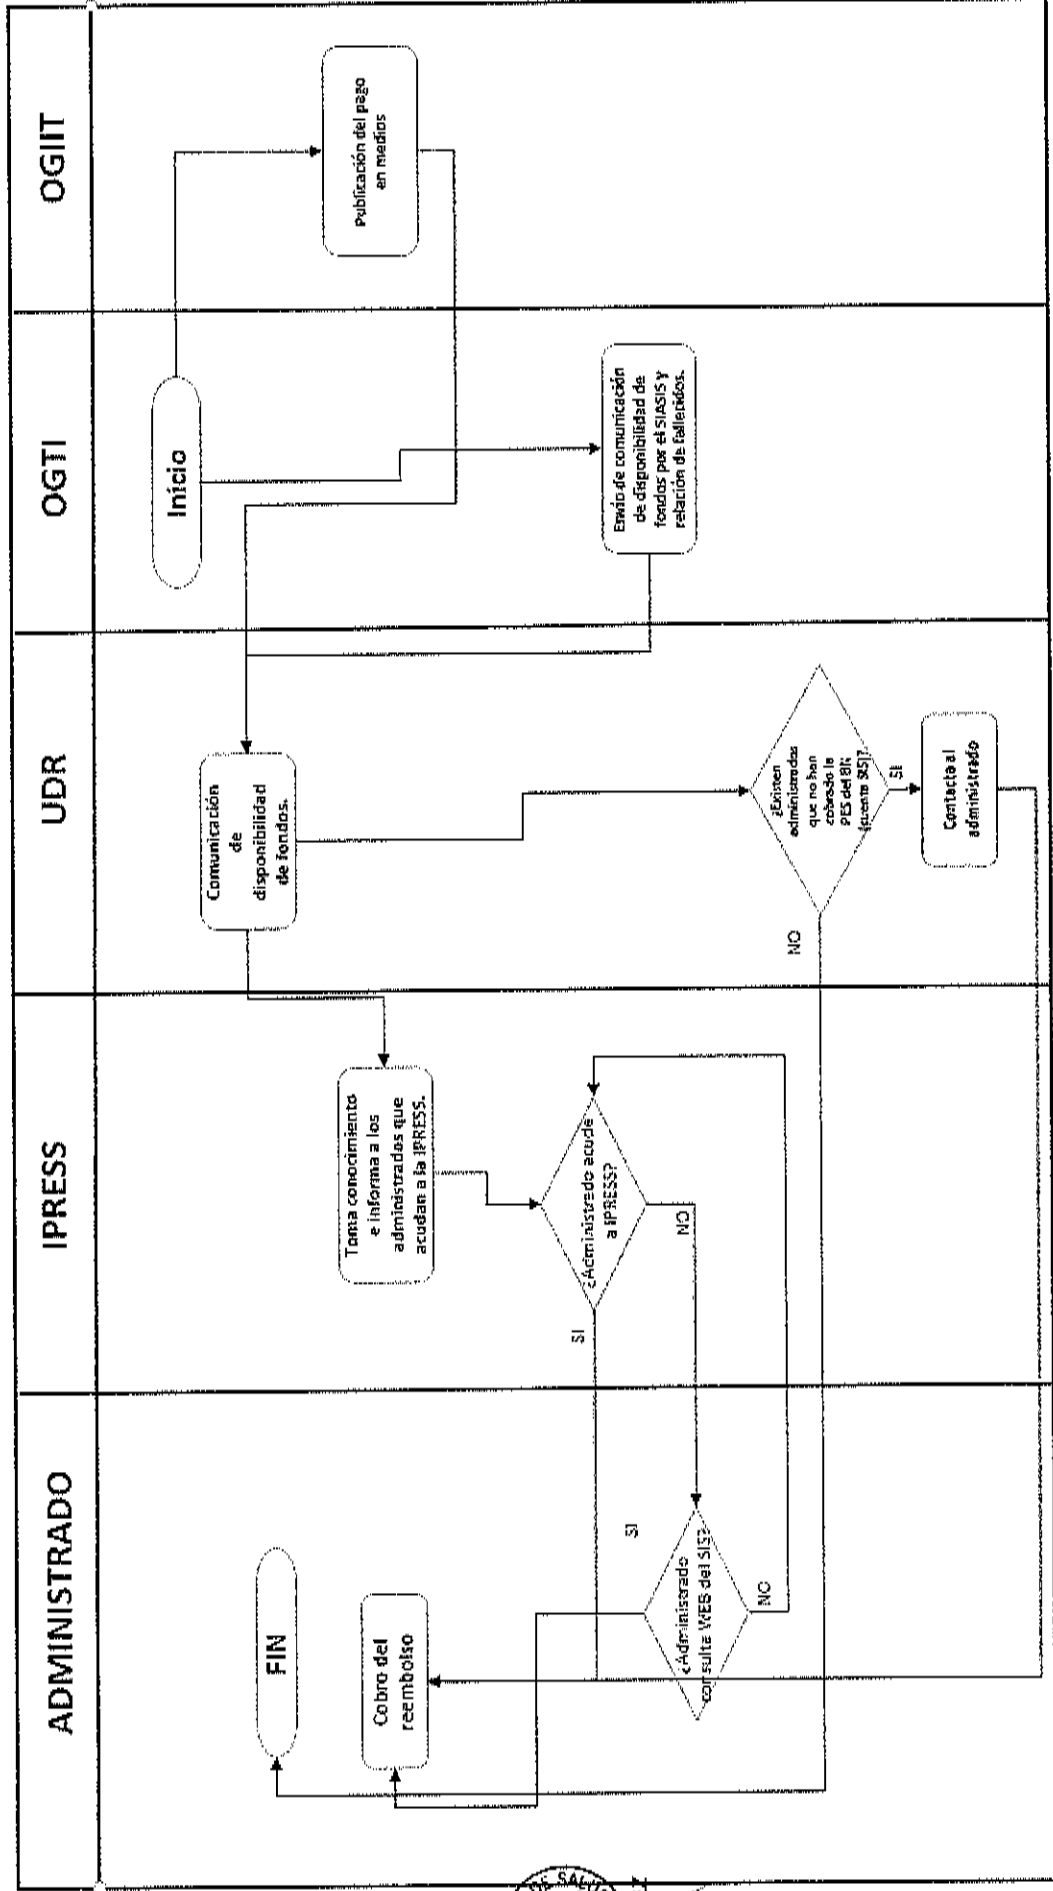 ADMINISTRADO
IPRESS
UDR
OGTI
OGIIT
Inicio
Publicación del pago
en medios
Comunicación
de
disponibilidad
de fondos.
Envío de comunicación
de disponibilidad de
fondos por el SIASIS y
relación de fallecidos.
Toma conocimiento
e informa a los
administrados que
acudan a la IPRESS.
¿Administrado acude
a IPRESS?
SI
NO
¿Existen
administrados
que no han
cobrado la
PES del BN
(cuenta SIS)?
NO
SI
Contacta al
administrado
FIN
Cobro del
reembolso
SI
¿Administrado
consulta WEB del SIS?
NO
DE SALU